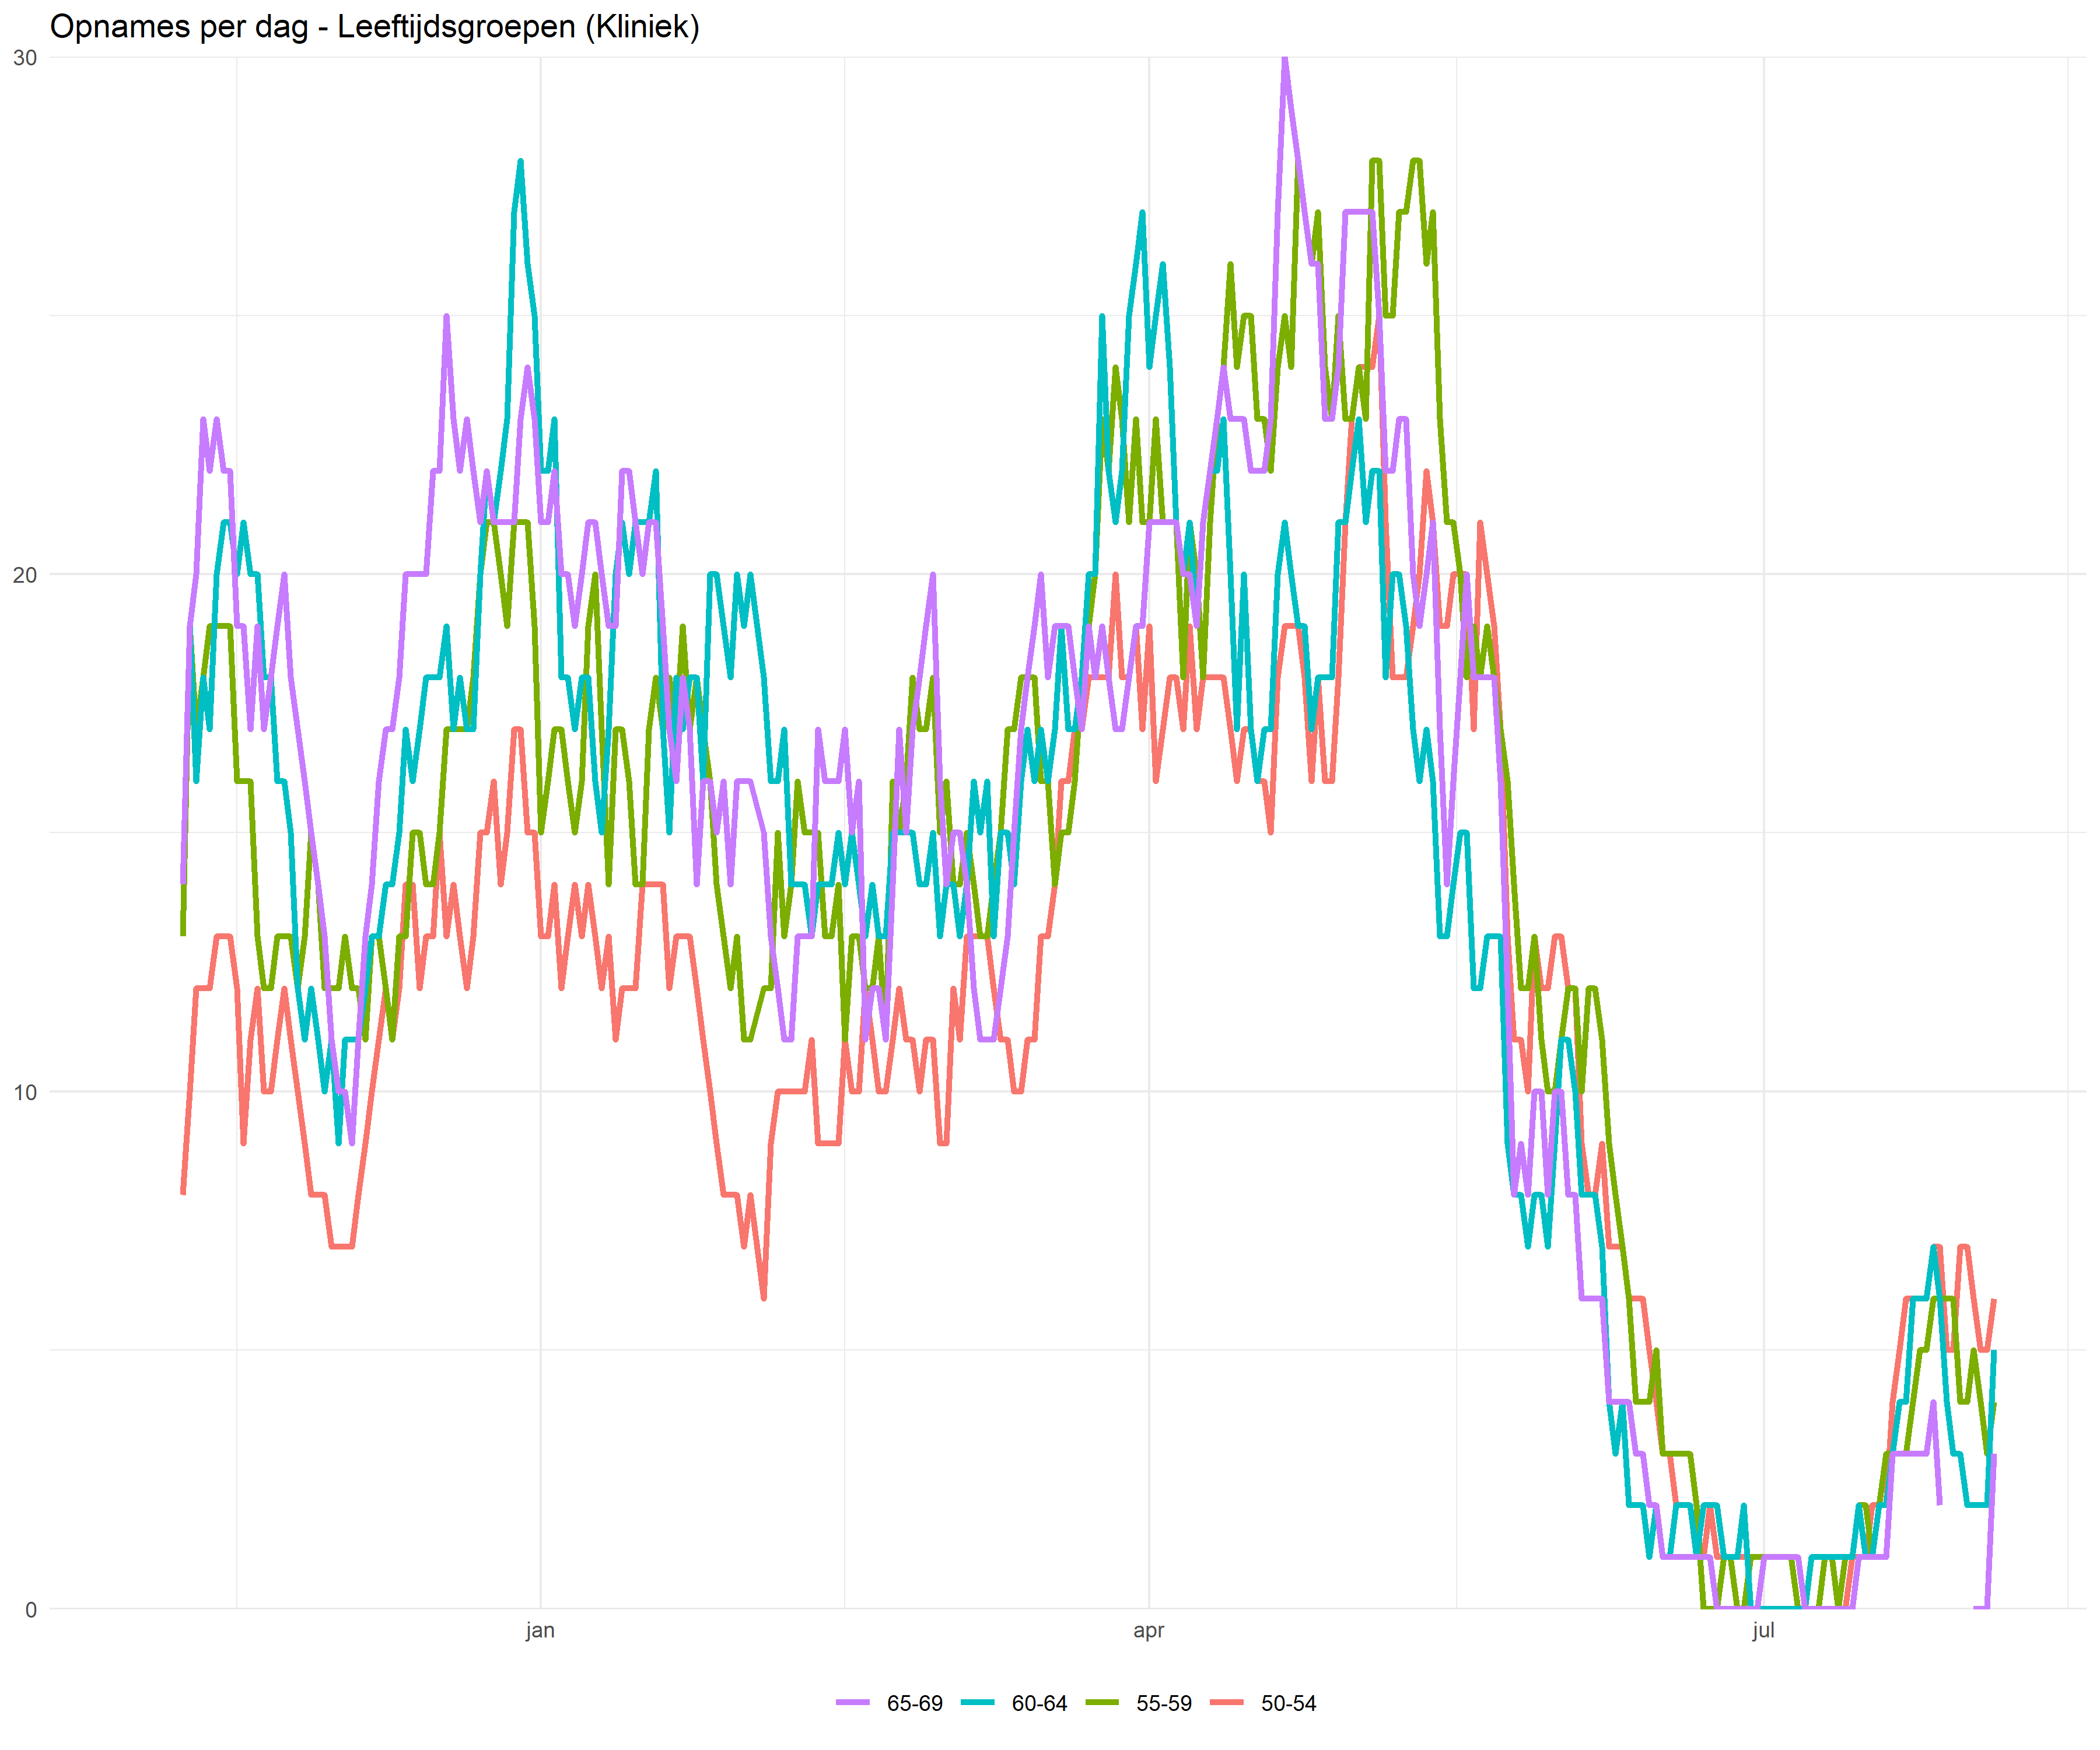 Opnames per dag - Leeftijdsgroepen (Kliniek)
30
20
10
0
jan apr jul
65-69 60-64 55-59 50-54